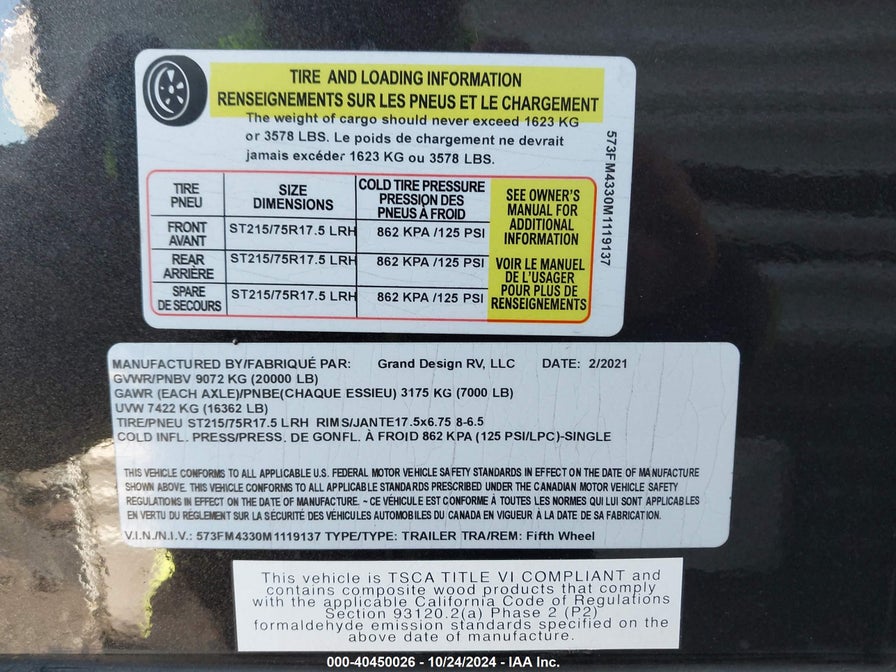 TIRE AND LOADING INFORMATION
RENSEIGNEMENTS SUR LES PNEUS ET LE CHARGEMENT
The weight of cargo should never exceed 1623 KG
or 3578 LBS. Le poids de chargement ne devrait
jamais excéder 1623 KG ou 3578 LBS.
573FM4330M1119137
TIRE
PNEU
SIZE
DIMENSIONS
COLD TIRE PRESSURE
PRESSION DES
PNEUS À FROID
SEE OWNER'S
MANUAL FOR
ADDITIONAL
INFORMATION
VOIR LE MANUEL
DE L'USAGER
POUR PLUS DE
RENSEIGNEMENTS
FRONT
AVANT
ST215/75R17.5 LRH
862 KPA /125 PSI
REAR
ARRIÈRE
ST215/75R17.5 LRH
862 KPA /125 PSI
SPARE
DE SECOURS
ST215/75R17.5 LRH
862 KPA /125 PSI
MANUFACTURED BY/FABRIQUÉ PAR: Grand Design RV, LLC DATE: 2/2021
GVWR/PNBV 9072 KG (20000 LB)
GAWR (EACH AXLE)/PNBE(CHAQUE ESSIEU) 3175 KG (7000 LB)
UVW 7422 KG (16362 LB)
TIRE/PNEU ST215/75R17.5 LRH RIMS/JANTE17.5x6.75 8-6.5
COLD INFL. PRESS/PRESS. DE GONFL. À FROID 862 KPA (125 PSI/LPC)-SINGLE
THIS VEHICLE CONFORMS TO ALL APPLICABLE U.S. FEDERAL MOTOR VEHICLE SAFETY STANDARDS IN EFFECT ON THE DATE OF MANUFACTURE
SHOWN ABOVE. THIS VEHICLE CONFORMS TO ALL APPLICABLE STANDARDS PRESCRIBED UNDER THE CANADIAN MOTOR VEHICLE SAFETY
REGULATIONS IN EFFECT ON THE DATE OF MANUFACTURE. ~ CE VÉHICULE EST CONFORME À TOUTES LES NORMES QUI LUI SONT APPLICABLES
EN VERTU DU RÉGLEMENT SUR LA SÉCURITÉ DES VÉHICULES AUTOMOBILES DU CANADA EN VIGUEUR À LA DATE DE SA FABRICATION.
V.I.N./N.I.V.: 573FM4330M1119137 TYPE/TYPE: TRAILER TRA/REM: Fifth Wheel
This vehicle is TSCA TITLE VI COMPLIANT and
contains composite wood products that comply
with the applicable California Code of Regulations
Section 93120.2(a) Phase 2 (P2)
formaldehyde emission standards specified on the
above date of manufacture.
000-40450026 - 10/24/2024 - IAA Inc.